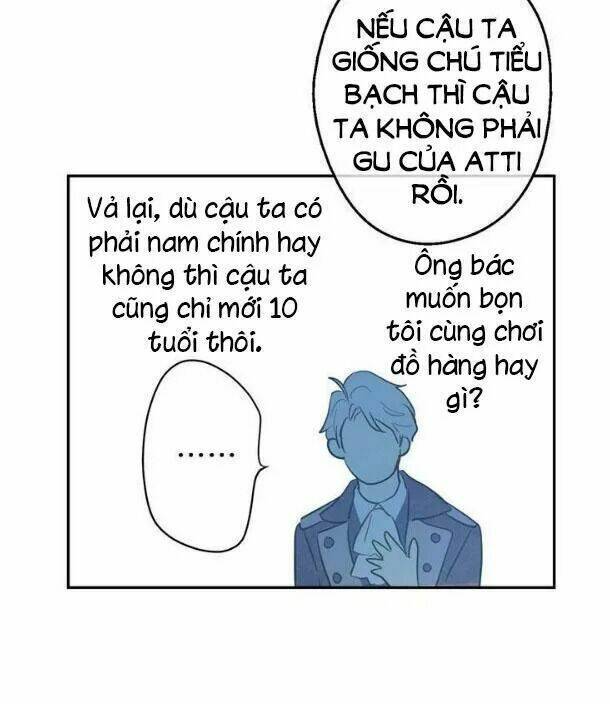 NẾU CẬU TA
GIỐNG CHÚ TIỂU
BẠCH THÌ CẬU
TA KHÔNG PHẢI
GU CỦA ATTI
RỒI.
Vả lại, dù cậu ta có
phải nam chính hay
không thì cậu ta
cũng chỉ mới 10
tuổi thôi.
Ông bác
muốn bọn
tôi cùng chơi
đồ hàng hay
gì?
......